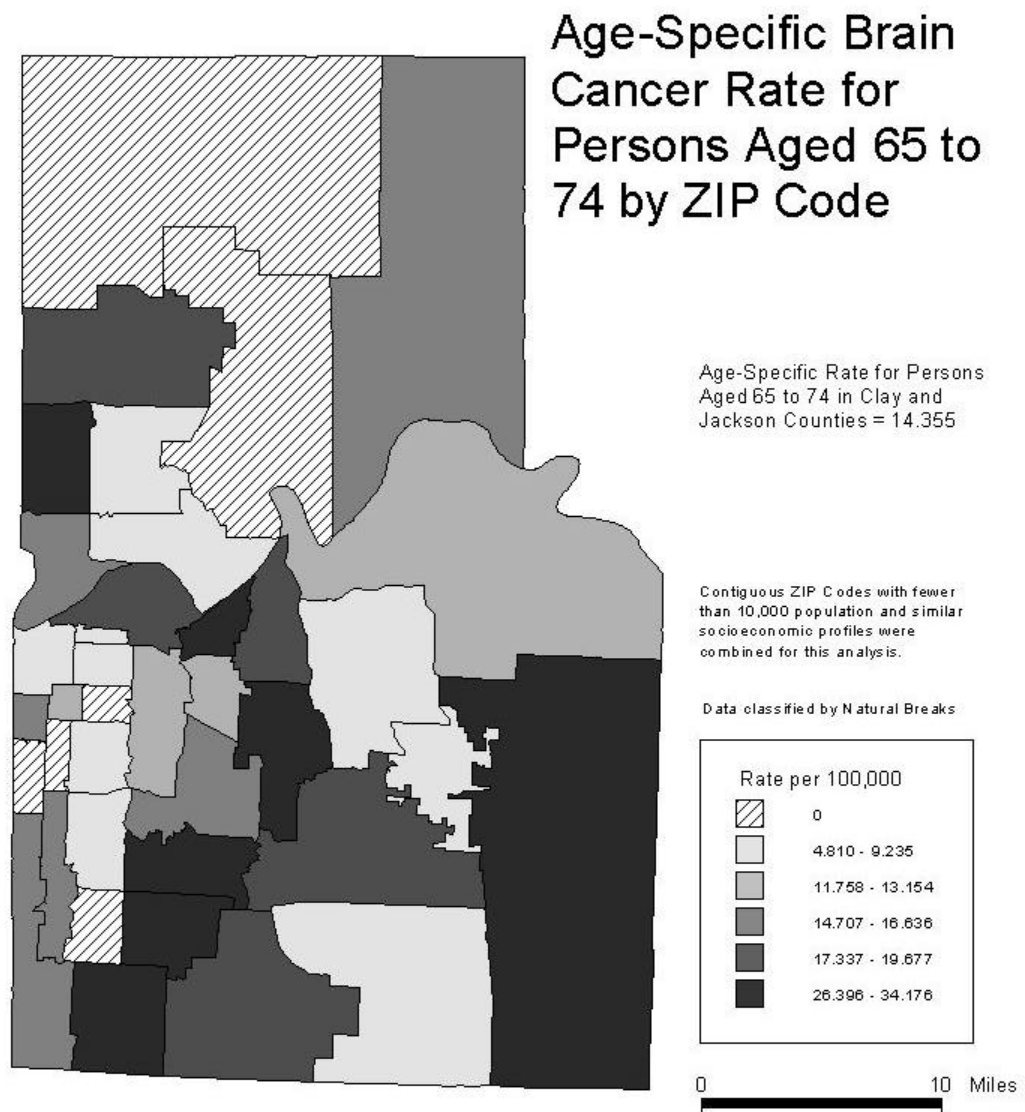 Age-Specific Brain
Cancer Rate for
Persons Aged 65 to
74 by ZIP Code
Age-Specific Rate for Persons
Aged 65 to 74 in Clay and
Jackson Counties = 14.355
Contiguous ZIP Codes with fewer
than 10,000 population and similar
socioeconomic profiles were
combined for this analysis.
Data classified by Natural Breaks
Rate per 100,000
0
4.810 - 9.235
11.758 - 13.154
14.707 - 16.636
17.337 - 19.677
26.396 - 34.176
0 10 Miles